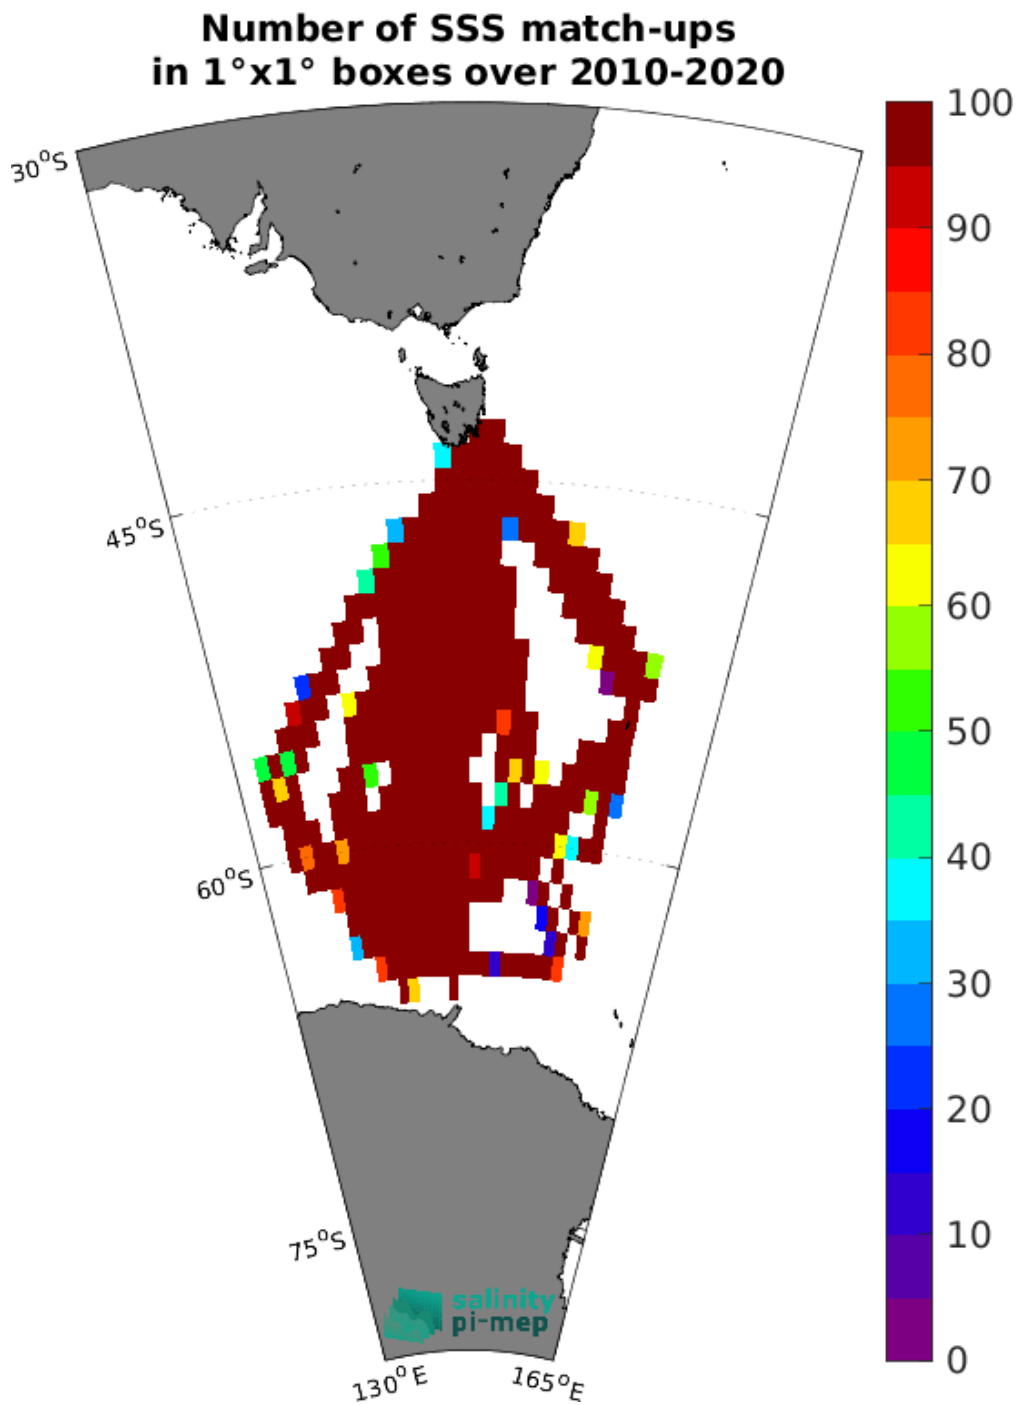 Number of SSS match-ups
in 1°x1° boxes over 2010-2020
30°S
45°S
60°S
75°S
130°E
165°E
100
90
80
70
60
50
40
30
20
10
0
salinity
pi-mep